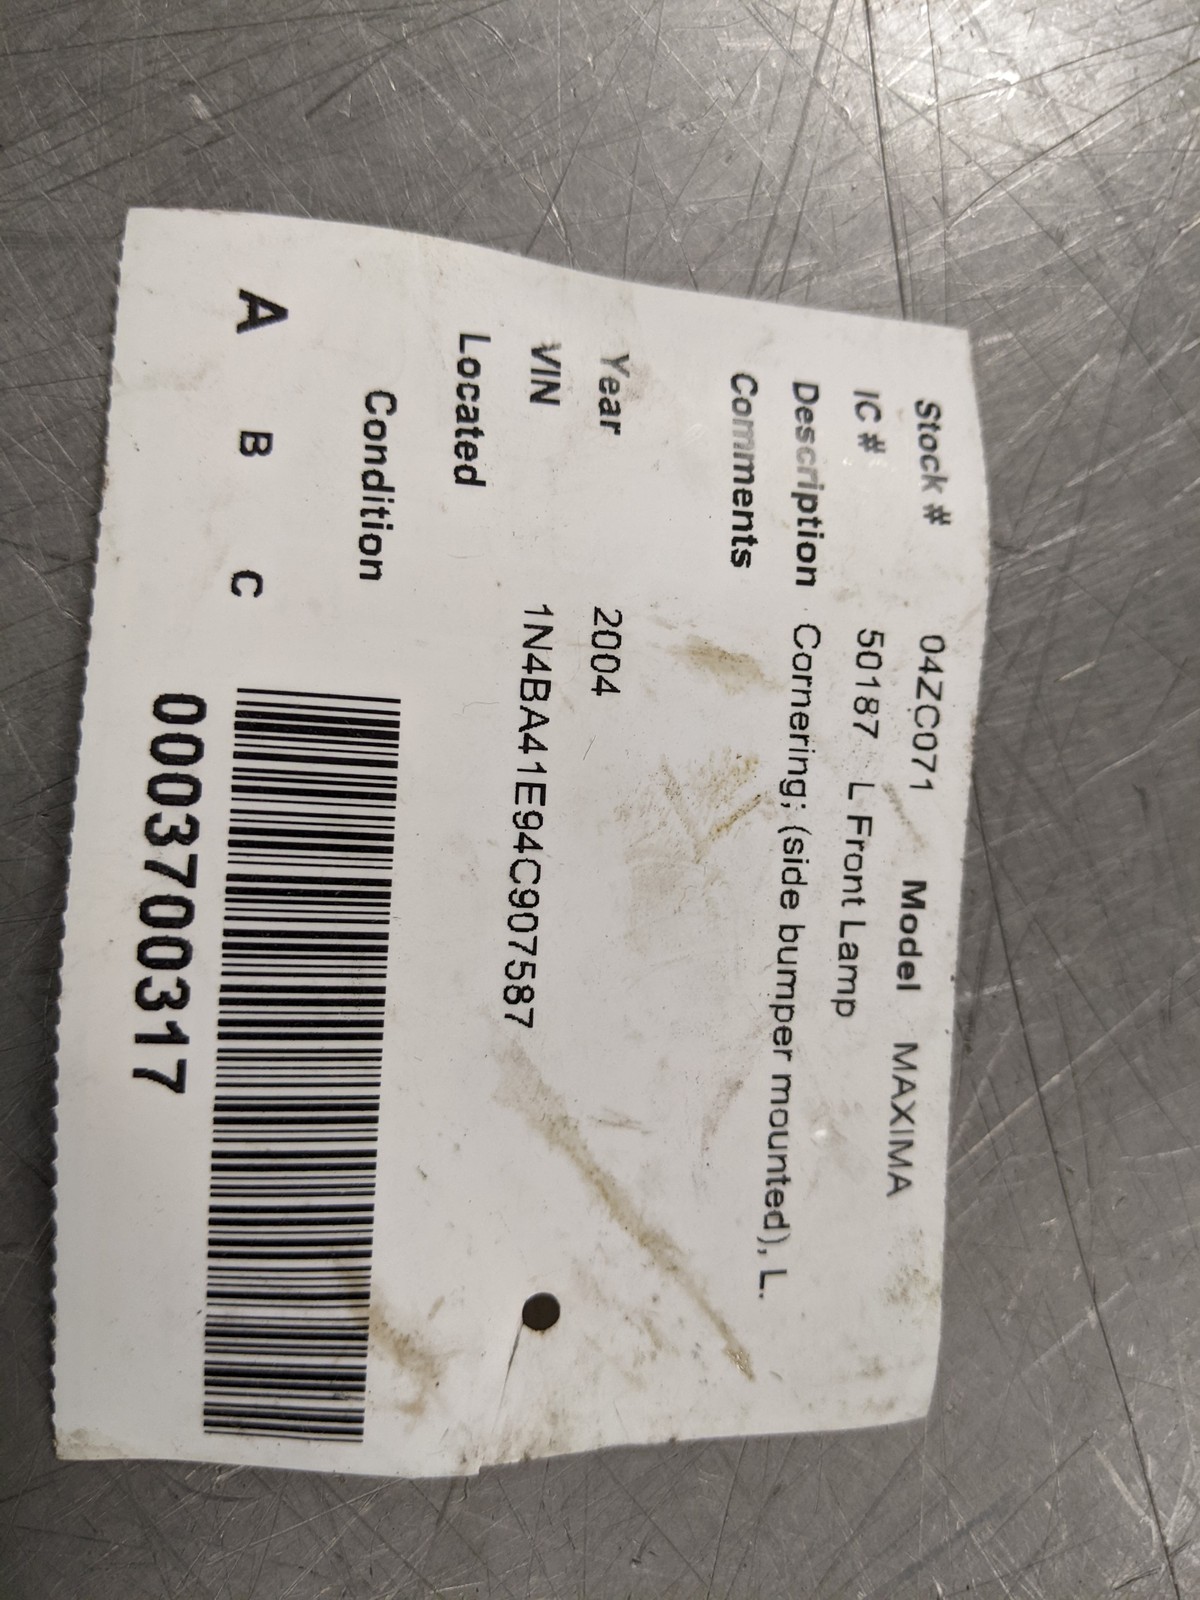 Stock # 04ZC071 Model MAXIMA
IC # 50187 L Front Lamp
Description Cornering; (side bumper mounted), L.
Comments
Year 2004
VIN 1N4BA41E94C907587
Located
Condition
A B C
0003700317